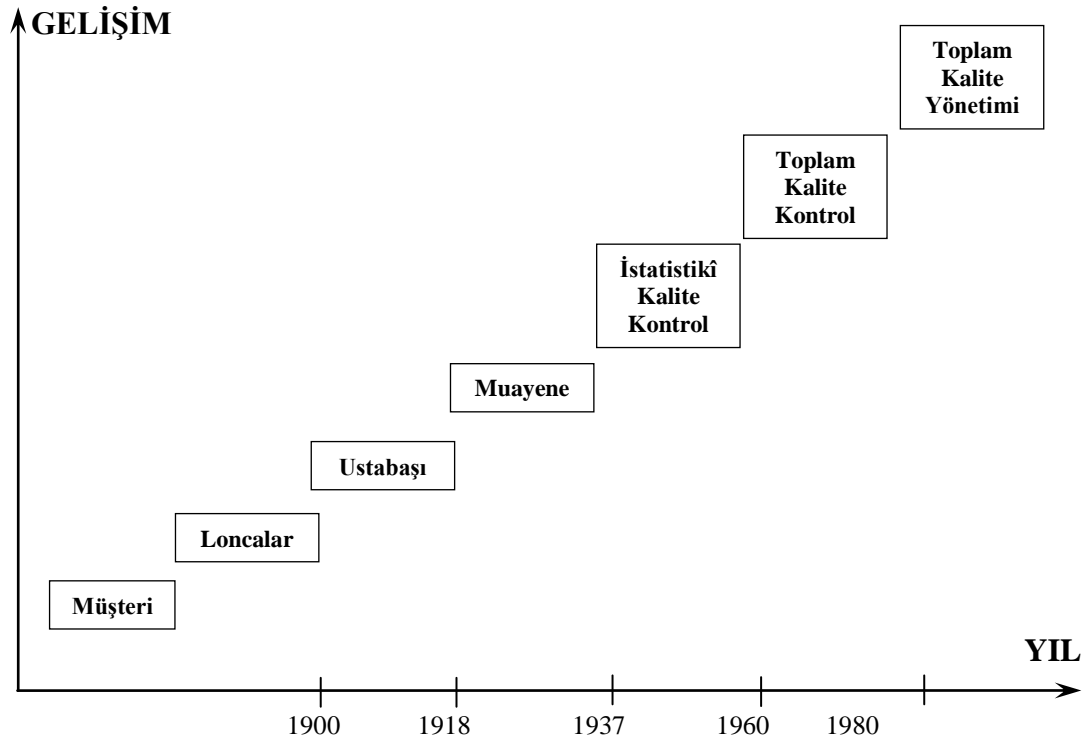 GELİŞİM
Toplam
Kalite
Yönetimi
Toplam
Kalite
Kontrol
İstatistikî
Kalite
Kontrol
Muayene
Ustabaşı
Loncalar
Müşteri
YIL
1900 1918 1937 1960 1980